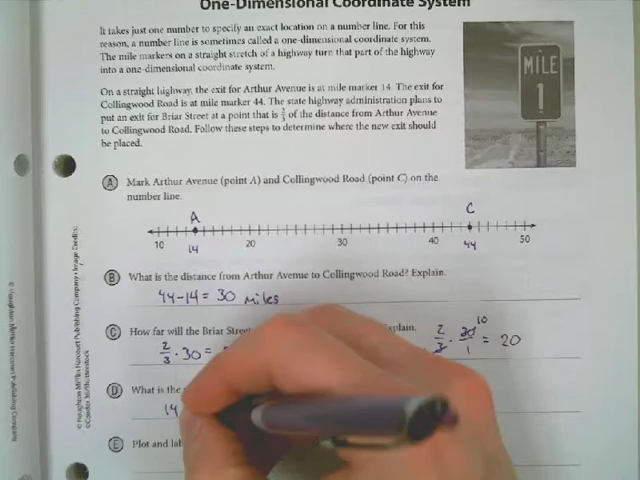 One-Dimensional Coordinate System
It takes just one number to specify an exact location on a number line. For this
reason, a number line is sometimes called a one-dimensional coordinate system.
The mile markers on a straight stretch of a highway turn that part of the highway
into a one-dimensional coordinate system.
On a straight highway, the exit for Arthur Avenue is at mile marker 14. The exit for
Collingwood Road is at mile marker 44. The state highway administration plans to
put an exit for Briar Street at a point that is 2/3 of the distance from Arthur Avenue
to Collingwood Road. Follow these steps to determine where the new exit should
be placed.
MILE
1
A Mark Arthur Avenue (point A) and Collingwood Road (point C) on the
number line.
A C
10 14 20 30 40 44 50
B What is the distance from Arthur Avenue to Collingwood Road? Explain.
44-14 = 30 miles
C How far will the Briar Street xplain.
2/3 · 30 =
2/3 · 30/1 = 20
10
D What is the
14
E Plot and lab
© Houghton Mifflin Harcourt Publishing Company • Image Credits:
© Houghton Mifflin Harcourt Publishing Company